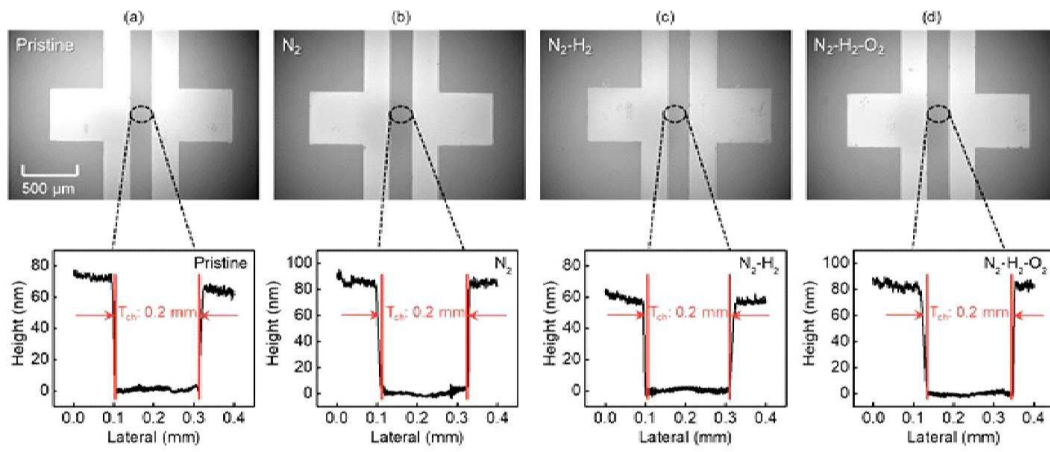 (a) (b) (c) (d)
Pristine N₂ N₂-H₂ N₂-H₂-O₂
500 μm
80 Pristine
60
40
20
0
Height (nm)
T_ch: 0.2 mm
0.0 0.1 0.2 0.3 0.4
Lateral (mm)
100 N₂
80
60
40
20
0
Height (nm)
T_ch: 0.2 mm
0.0 0.1 0.2 0.3 0.4
Lateral (mm)
80 N₂-H₂
60
40
20
0
Height (nm)
T_ch: 0.2 mm
0.0 0.1 0.2 0.3 0.4
Lateral (mm)
100 N₂-H₂-O₂
80
60
40
20
0
Height (nm)
T_ch: 0.2 mm
0.0 0.1 0.2 0.3 0.4
Lateral (mm)